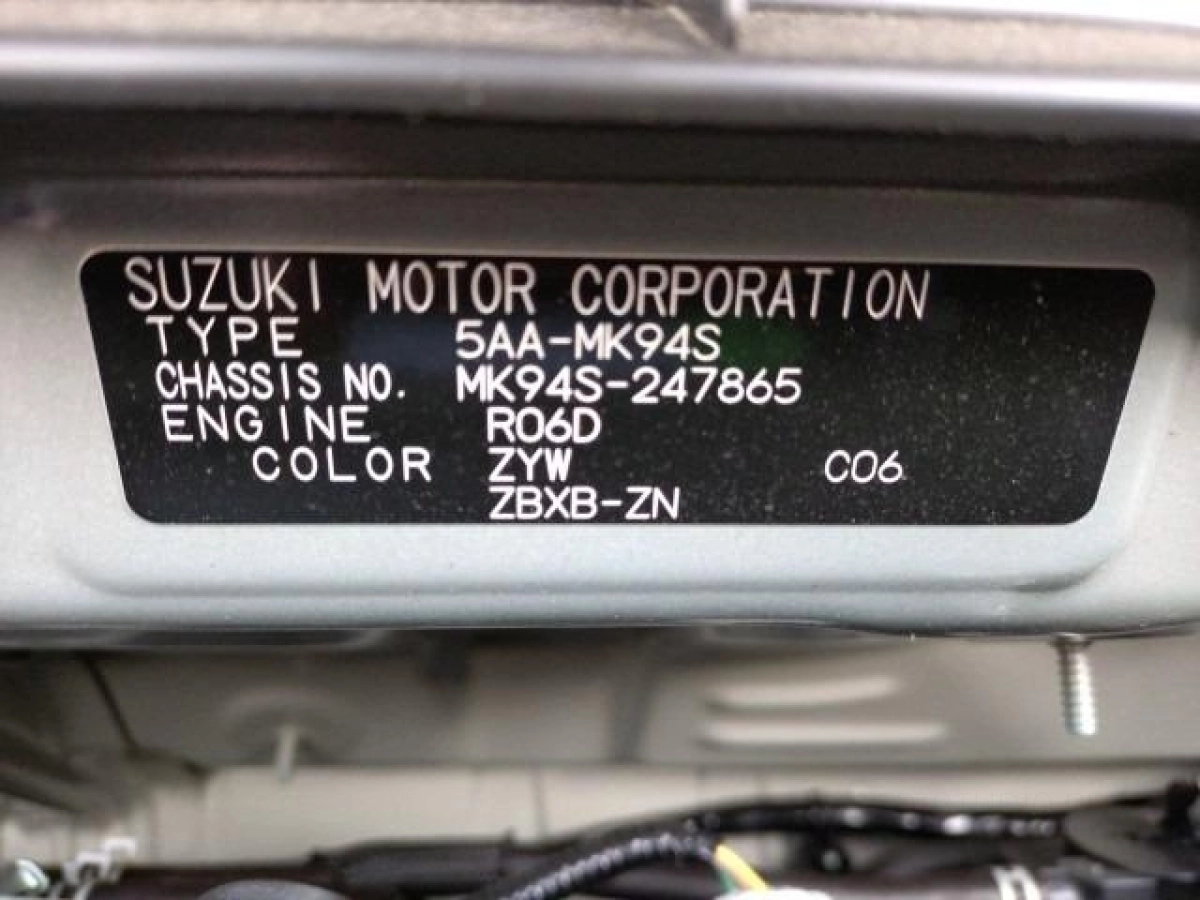 SUZUKI MOTOR CORPORATION
TYPE 5AA-MK94S
CHASSIS NO. MK94S-247865
ENGINE R06D
COLOR ZYW C06
ZBXB-ZN